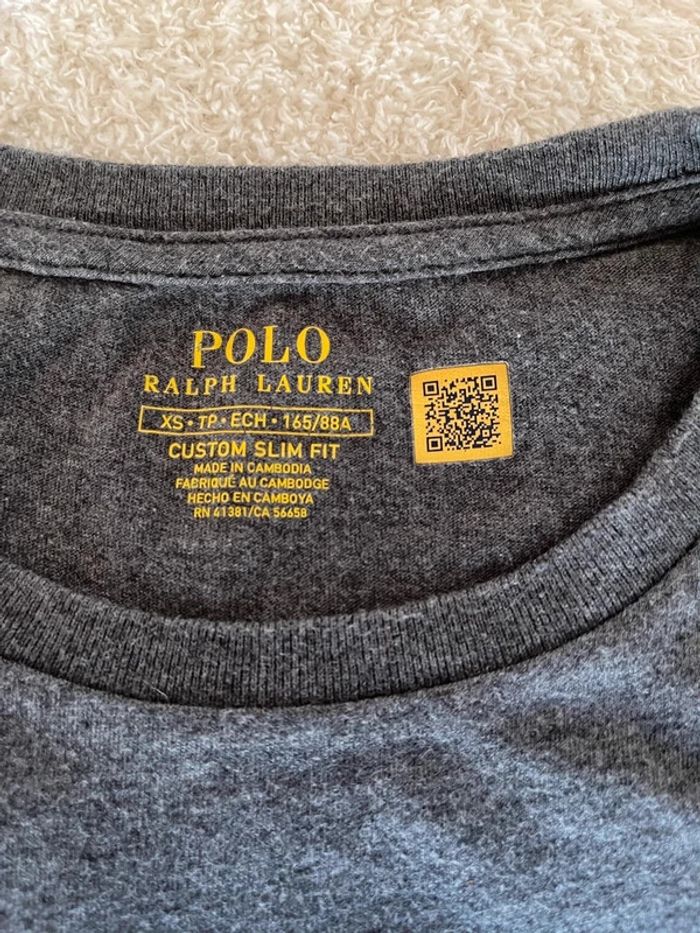 POLO
RALPH LAUREN
XS • TP • ECH • 165/88A
CUSTOM SLIM FIT
MADE IN CAMBODIA
FABRIQUÉ AU CAMBODGE
HECHO EN CAMBOYA
RN 41381/CA 56658